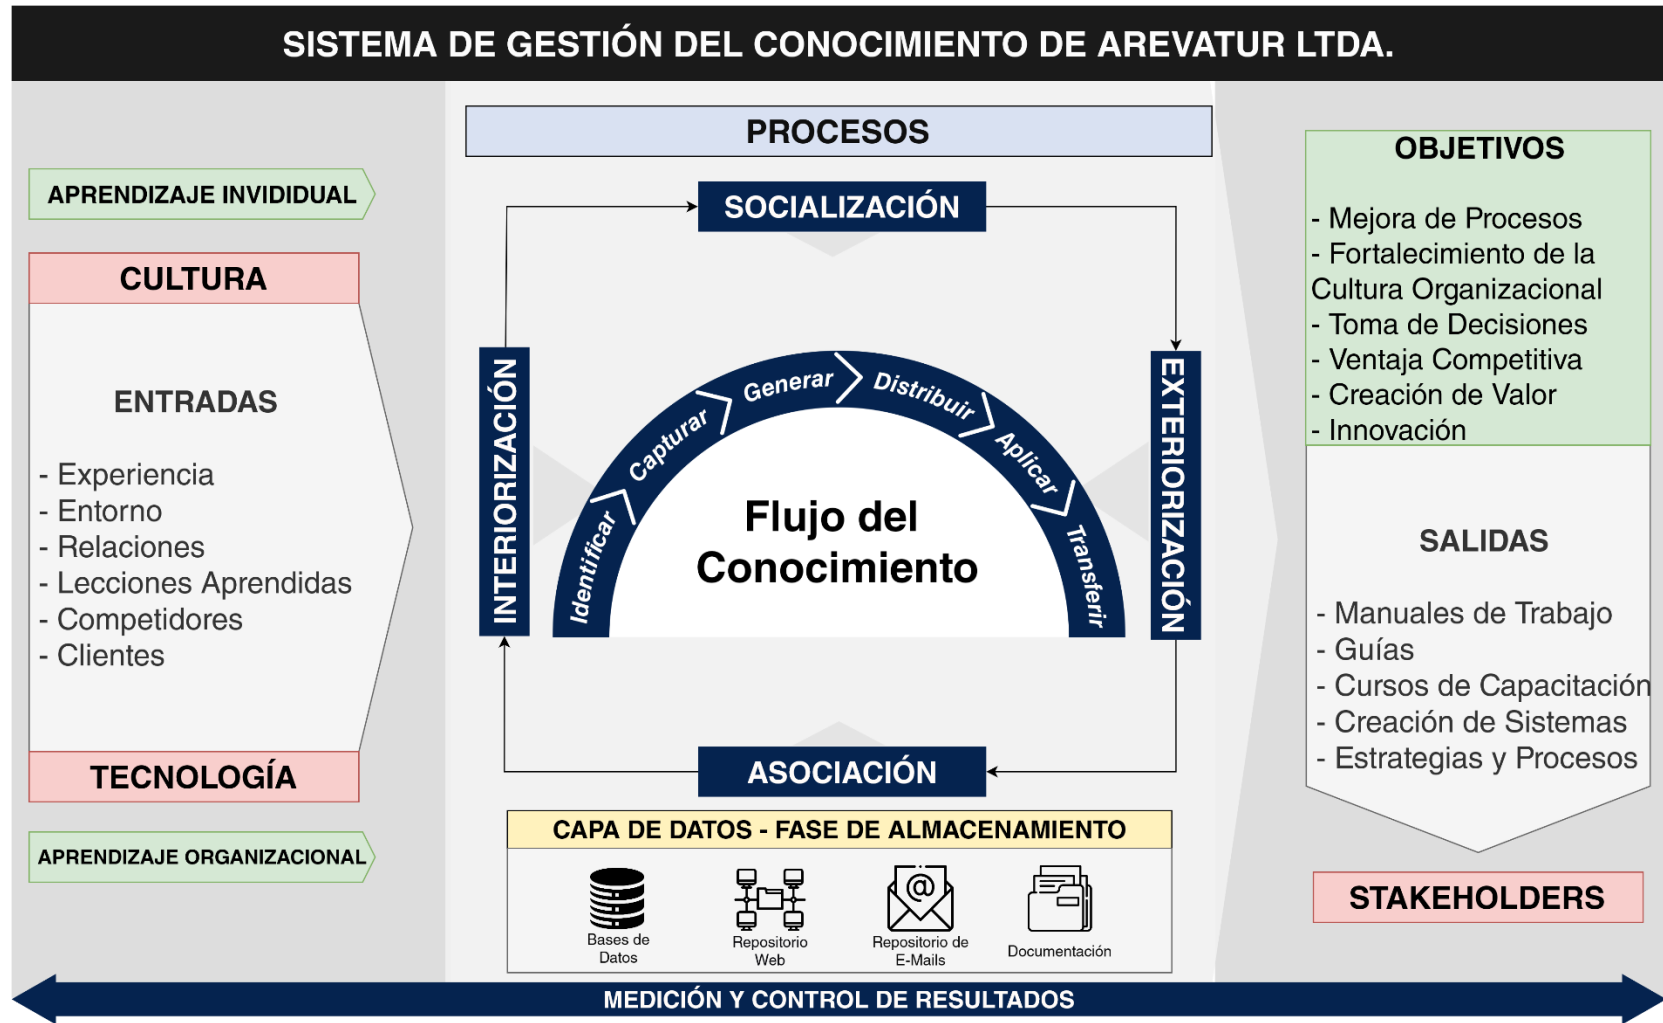 SISTEMA DE GESTIÓN DEL CONOCIMIENTO DE AREVATUR LTDA.
APRENDIZAJE INVIDIDUAL
CULTURA
ENTRADAS
- Experiencia
- Entorno
- Relaciones
- Lecciones Aprendidas
- Competidores
- Clientes
TECNOLOGÍA
APRENDIZAJE ORGANIZACIONAL
PROCESOS
SOCIALIZACIÓN
EXTERIORIZACIÓN
ASOCIACIÓN
INTERIORIZACIÓN
Identificar
Capturar
Generar
Distribuir
Aplicar
Transferir
Flujo del
Conocimiento
CAPA DE DATOS - FASE DE ALMACENAMIENTO
Bases de
Datos
Repositorio
Web
@
Repositorio de
E-Mails
Documentación
OBJETIVOS
- Mejora de Procesos
- Fortalecimiento de la
Cultura Organizacional
- Toma de Decisiones
- Ventaja Competitiva
- Creación de Valor
- Innovación
SALIDAS
- Manuales de Trabajo
- Guías
- Cursos de Capacitación
- Creación de Sistemas
- Estrategias y Procesos
STAKEHOLDERS
MEDICIÓN Y CONTROL DE RESULTADOS